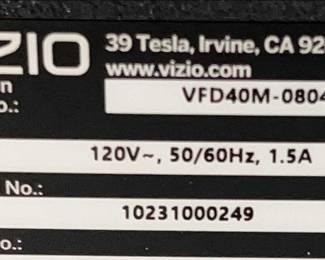 ZIO
39 Tesla, Irvine, CA 92
www.vizio.com
n
o.:
VFD40M-0804
120V~, 50/60Hz, 1.5A
No.:
10231000249
o.: